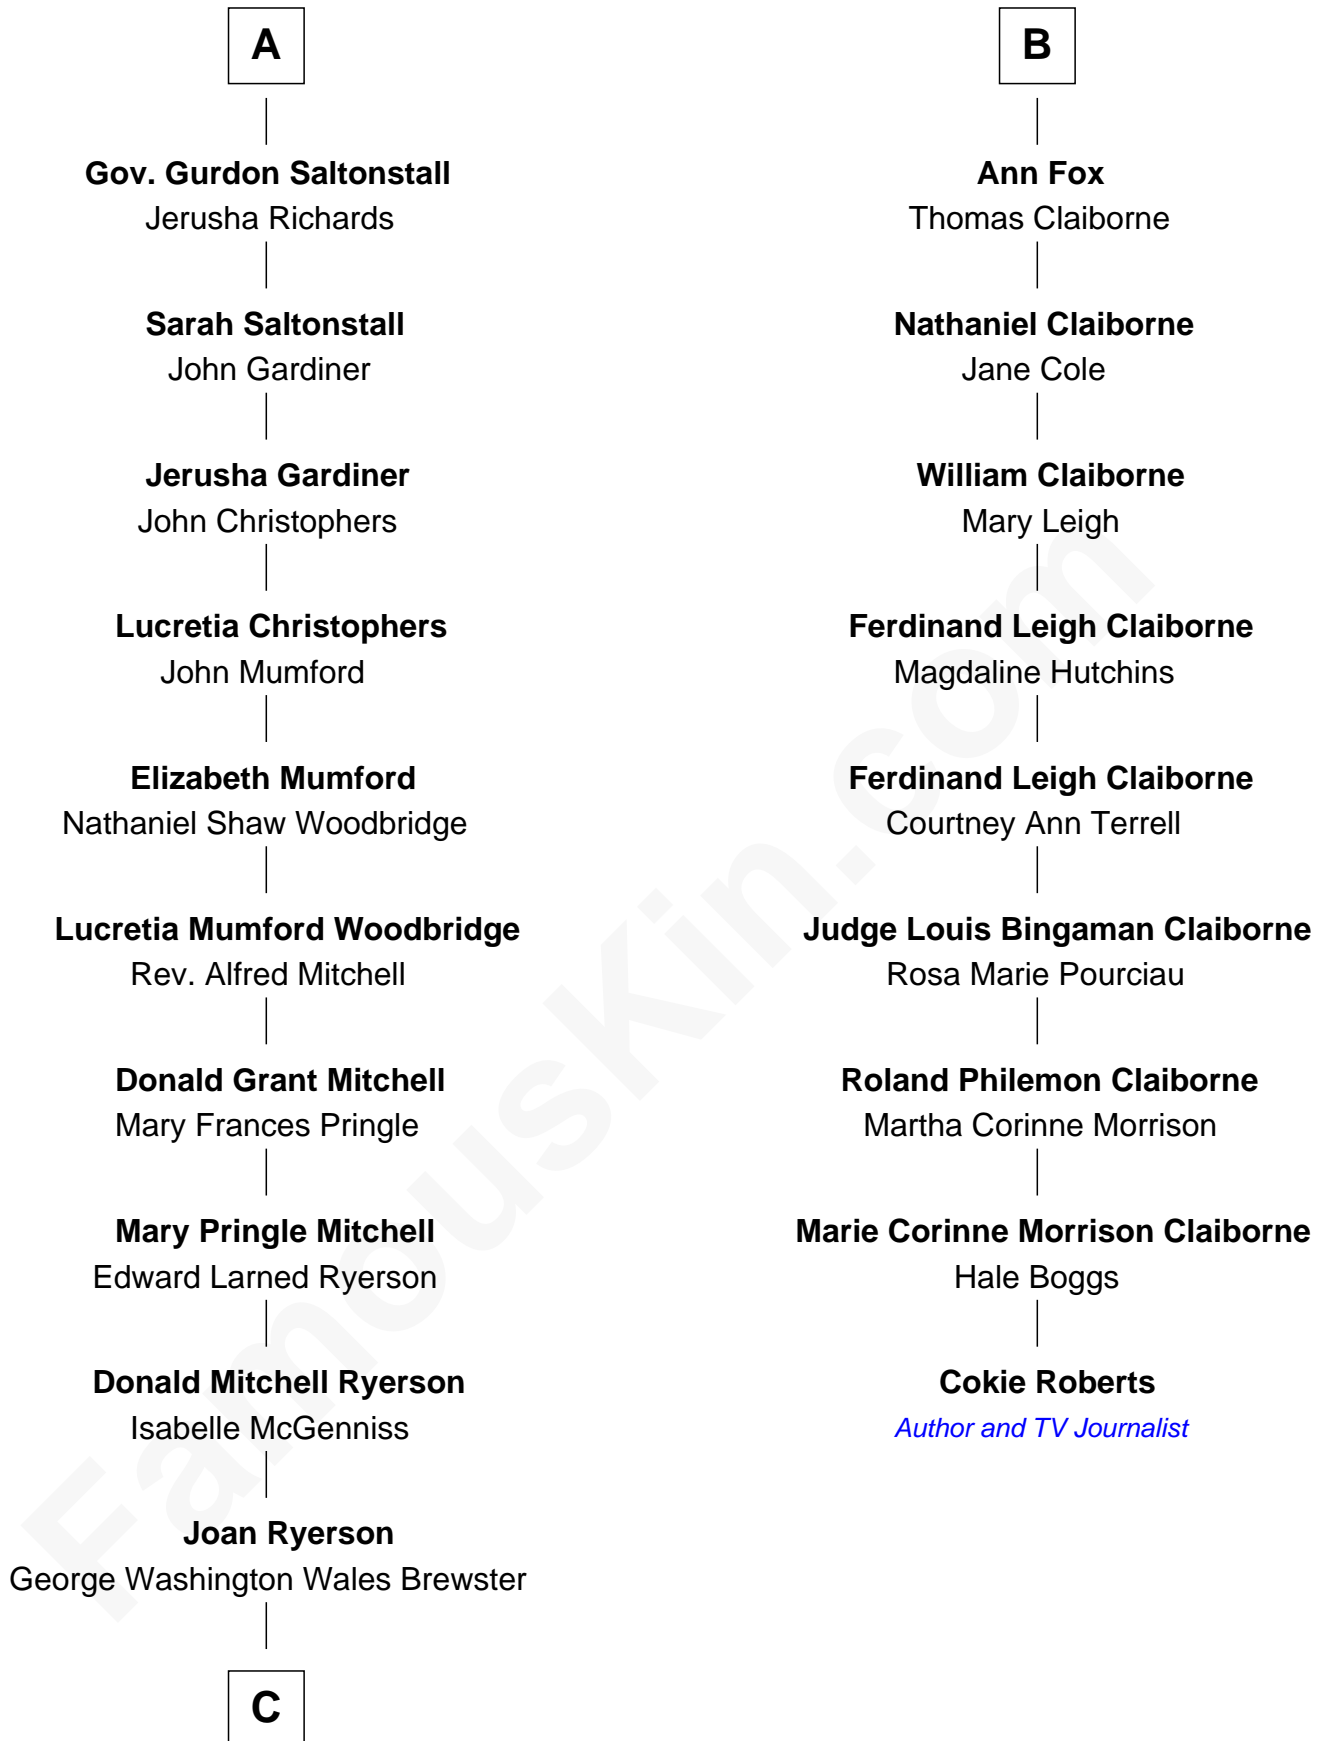 A
Gov. Gurdon Saltonstall
Jerusha Richards
Sarah Saltonstall
John Gardiner
Jerusha Gardiner
John Christophers
Lucretia Christophers
John Mumford
Elizabeth Mumford
Nathaniel Shaw Woodbridge
Lucretia Mumford Woodbridge
Rev. Alfred Mitchell
Donald Grant Mitchell
Mary Frances Pringle
Mary Pringle Mitchell
Edward Larned Ryerson
Donald Mitchell Ryerson
Isabelle McGenniss
Joan Ryerson
George Washington Wales Brewster
C
B
Ann Fox
Thomas Claiborne
Nathaniel Claiborne
Jane Cole
William Claiborne
Mary Leigh
Ferdinand Leigh Claiborne
Magdaline Hutchins
Ferdinand Leigh Claiborne
Courtney Ann Terrell
Judge Louis Bingaman Claiborne
Rosa Marie Pourciau
Roland Philemon Claiborne
Martha Corinne Morrison
Marie Corinne Morrison Claiborne
Hale Boggs
Cokie Roberts
Author and TV Journalist
FamousKin.com